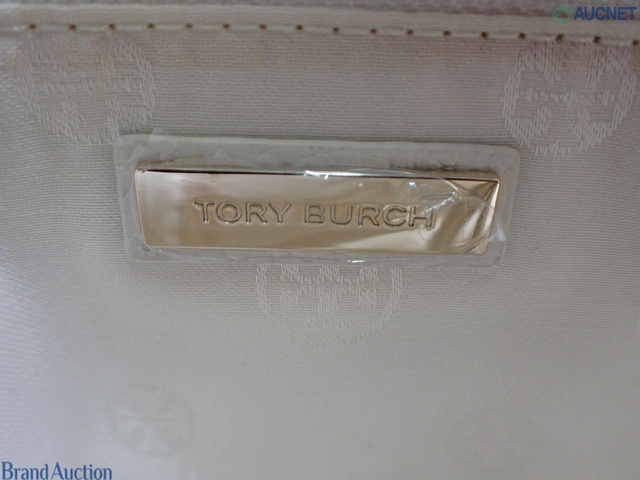 AUCNET
TORY BURCH
Brand Auction